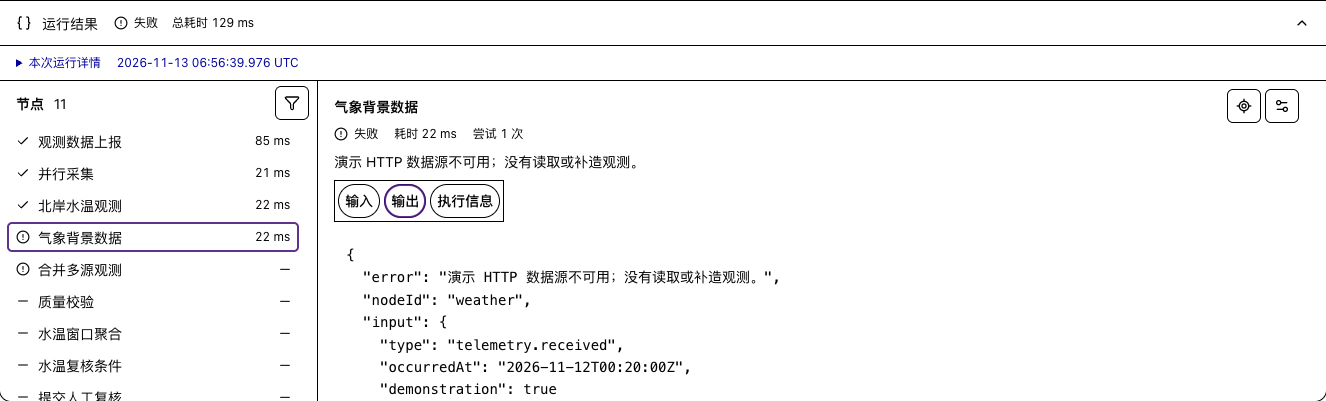 运行结果 失败 总耗时 129 ms
本次运行详情 2026-11-13 06:56:39.976 UTC
节点 11
观测数据上报 85 ms
并行采集 21 ms
北岸水温观测 22 ms
气象背景数据 22 ms
合并多源观测 —
质量校验 —
水温窗口聚合 —
水温复核条件 —
提交人工复核 —
气象背景数据
失败 耗时 22 ms 尝试 1 次
演示 HTTP 数据源不可用；没有读取或补造观测。
输入 输出 执行信息
{
"error": "演示 HTTP 数据源不可用；没有读取或补造观测。",
"nodeId": "weather",
"input": {
"type": "telemetry.received",
"occurredAt": "2026-11-12T00:20:00Z",
"demonstration": true